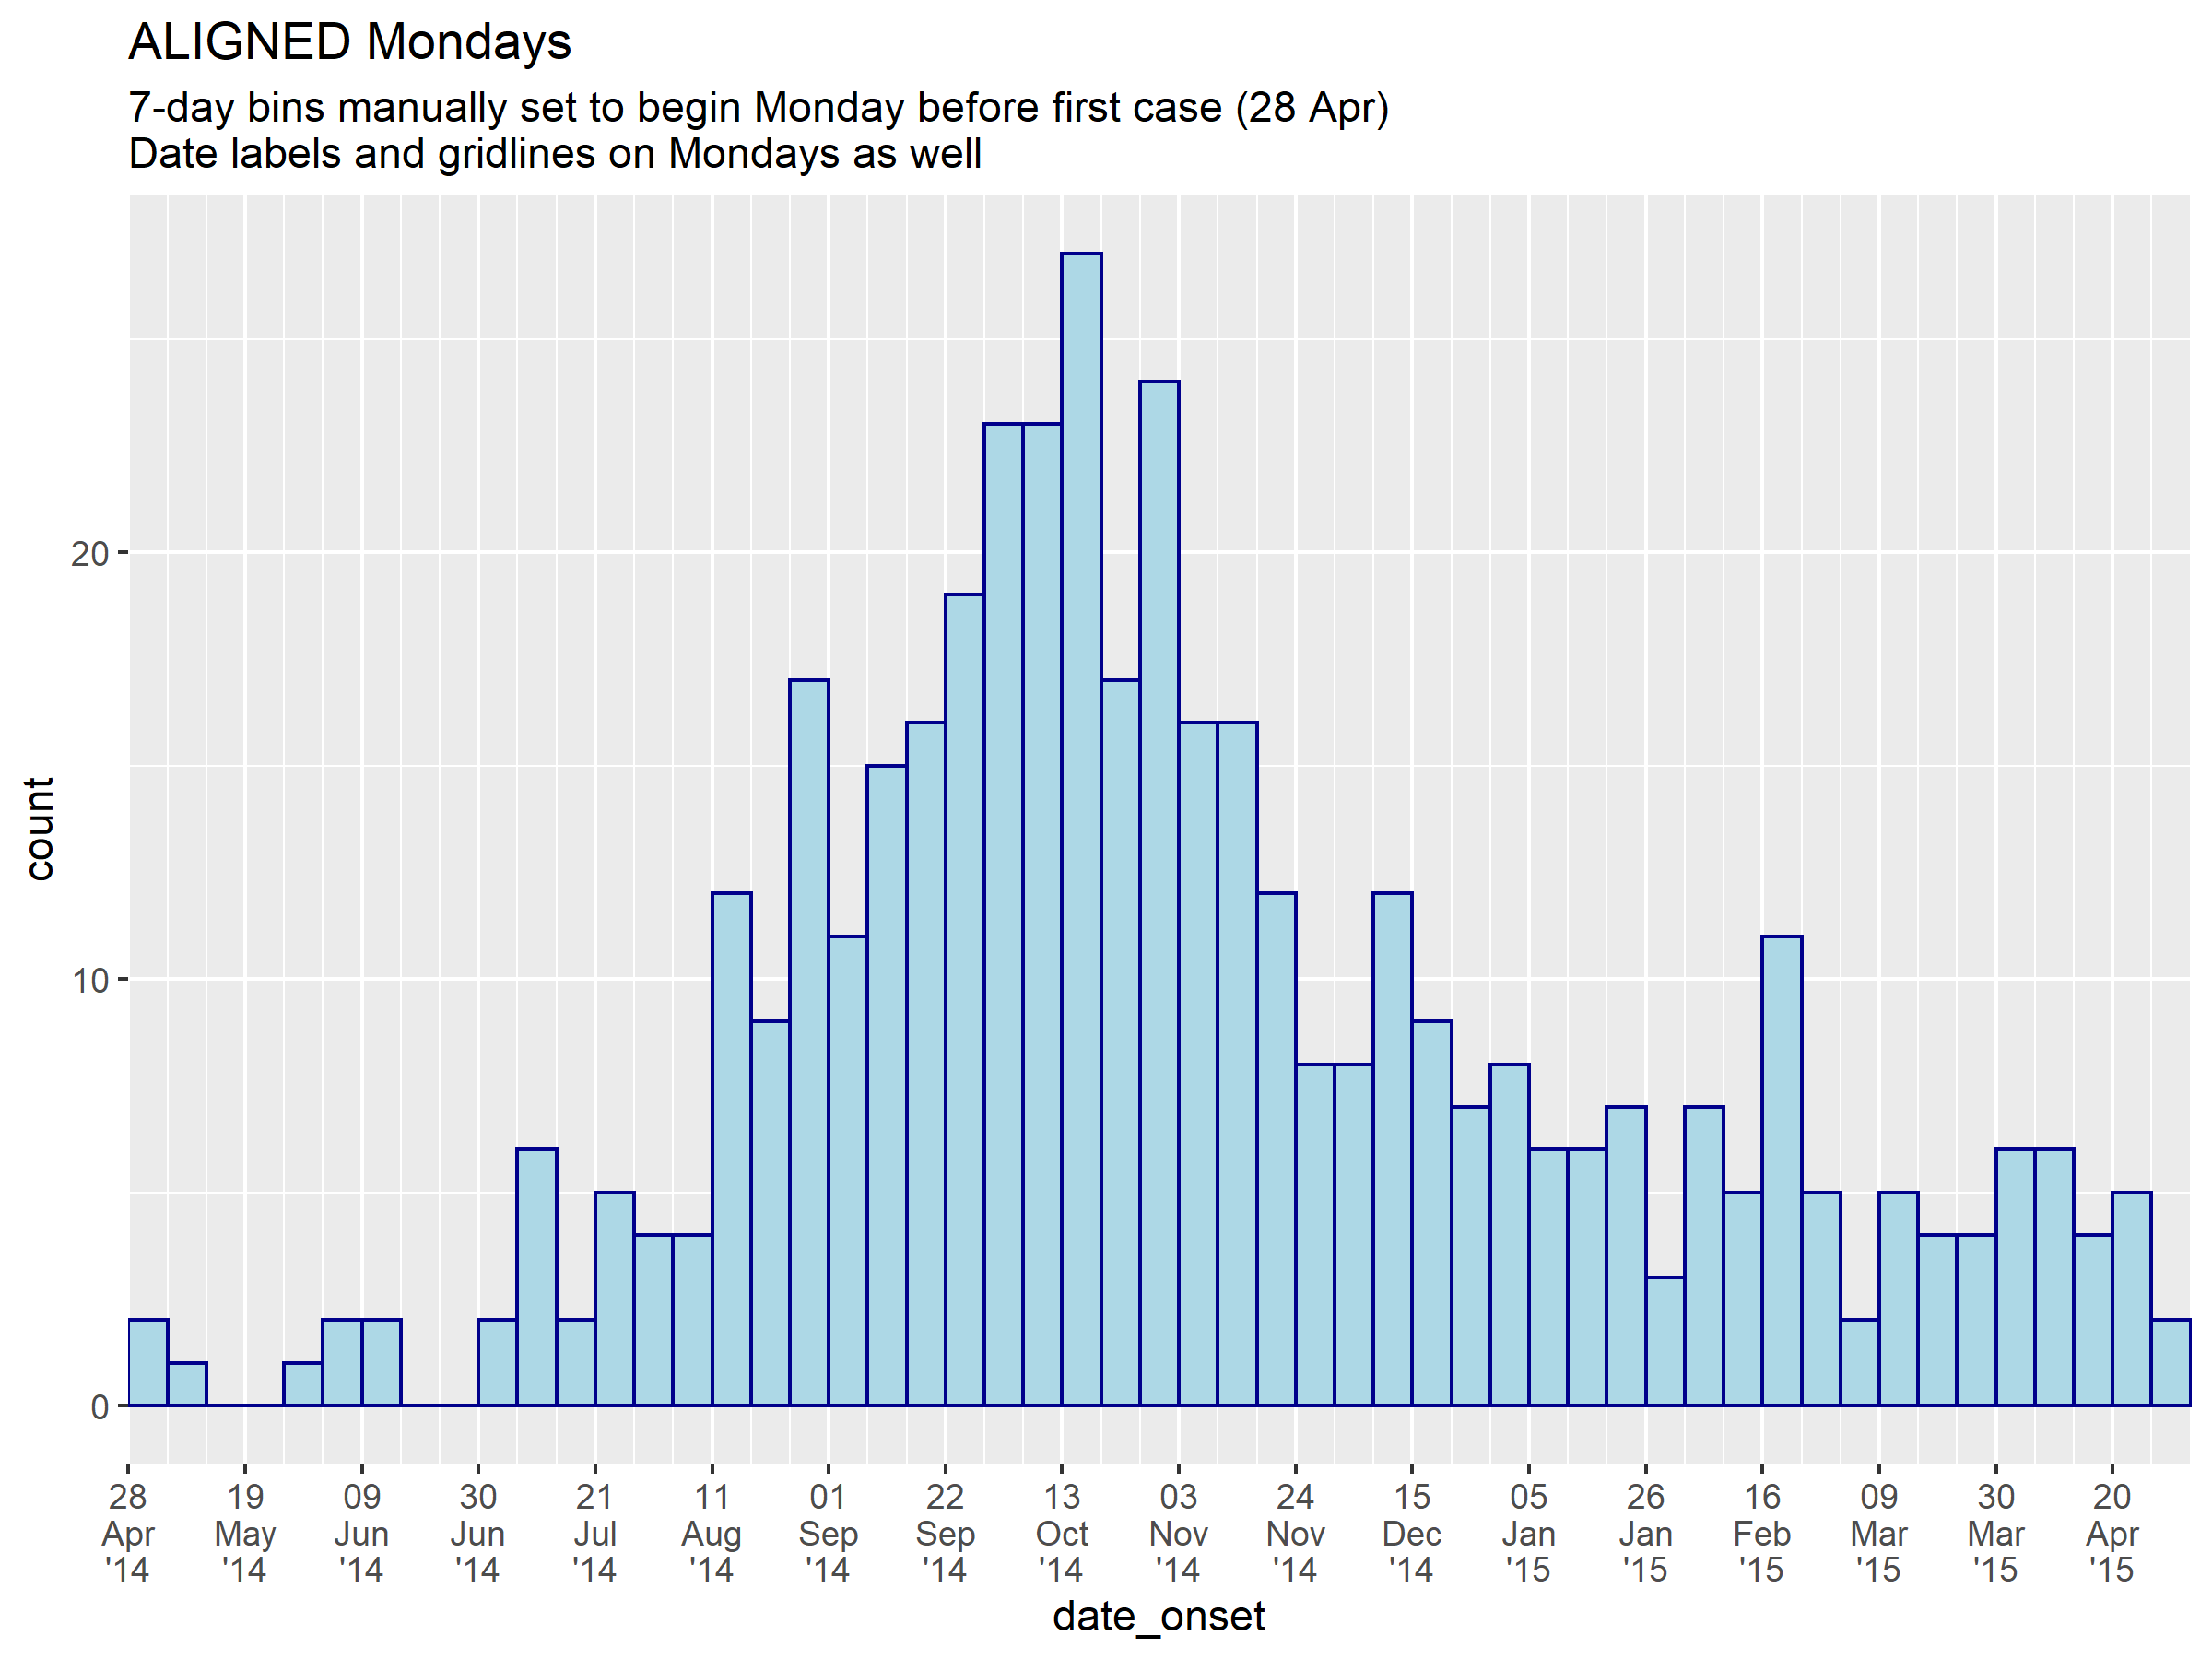 ALIGNED Mondays
7-day bins manually set to begin Monday before first case (28 Apr)
Date labels and gridlines on Mondays as well
count
20
10
0
28 19 09 30 21 11 01 22 13 03 24 15 05 26 16 09 30 20
Apr May Jun Jun Jul Aug Sep Sep Oct Nov Nov Dec Jan Jan Feb Mar Mar Apr
'14 '14 '14 '14 '14 '14 '14 '14 '14 '14 '14 '14 '15 '15 '15 '15 '15 '15
date_onset